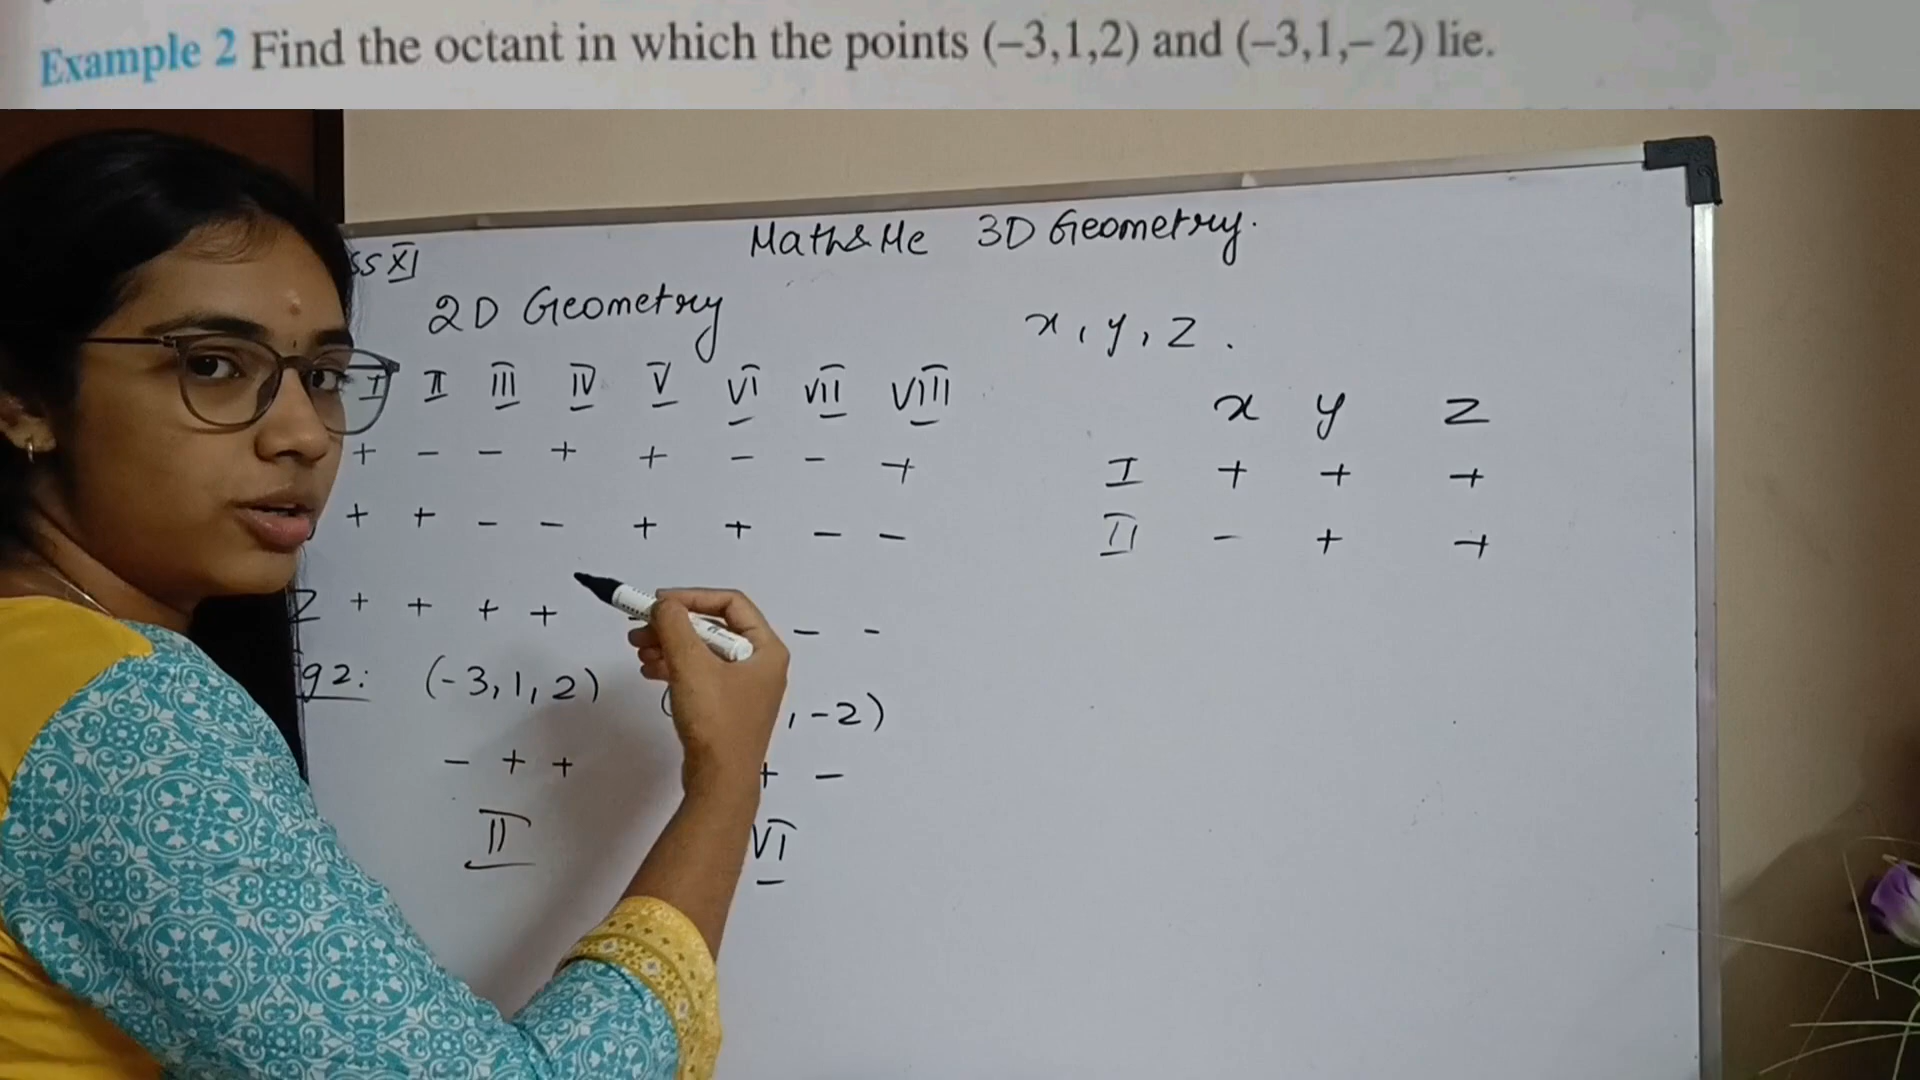 Example 2 Find the octant in which the points (–3,1,2) and (–3,1,– 2) lie.
Math&Me 3D Geometry.
ss XI
2D Geometry
I II III IV V VI VII VIII
+ − − + + − − +
+ + − − + + − −
Z + + + + − −
g2: (-3, 1, 2) ( , -2)
− + + + −
II VI
x, y, z.
x y z
I + + +
II − + +